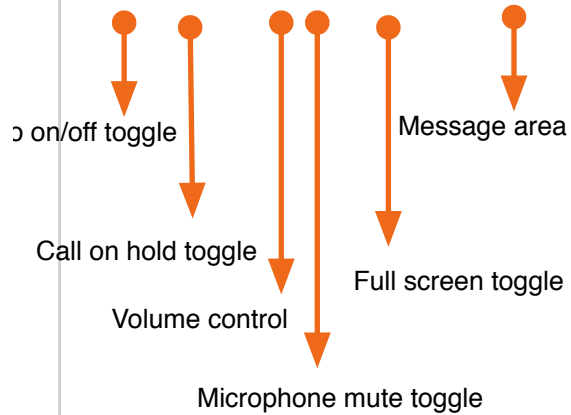 on/off toggle
Message area
Call on hold toggle
Full screen toggle
Volume control
Microphone mute toggle